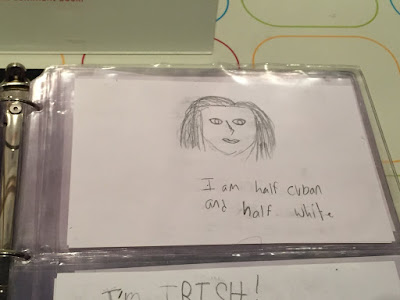 I am half cuban
and half white
I'm IRISH!